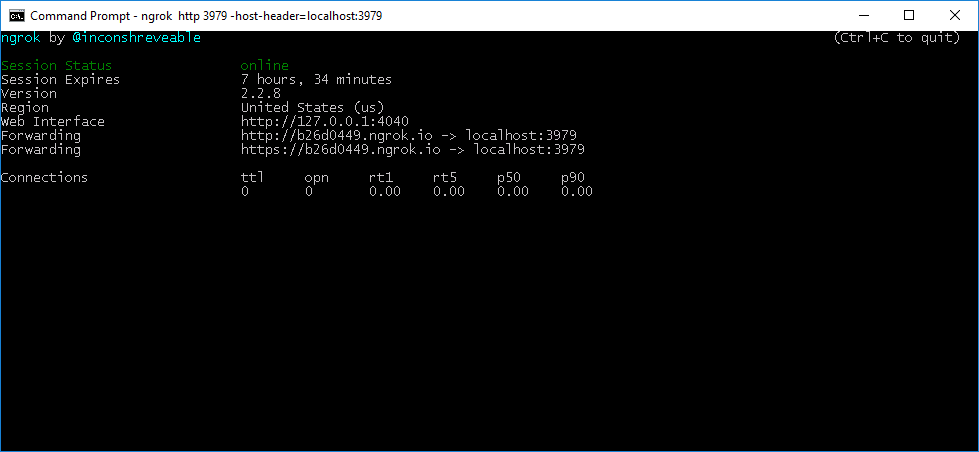 Command Prompt - ngrok  http 3979 -host-header=localhost:3979
ngrok by @inconshreveable (Ctrl+C to quit)
Session Status online
Session Expires 7 hours, 34 minutes
Version 2.2.8
Region United States (us)
Web Interface http://127.0.0.1:4040
Forwarding http://b26d0449.ngrok.io -> localhost:3979
Forwarding https://b26d0449.ngrok.io -> localhost:3979
Connections ttl opn rt1 rt5 p50 p90
0 0 0.00 0.00 0.00 0.00